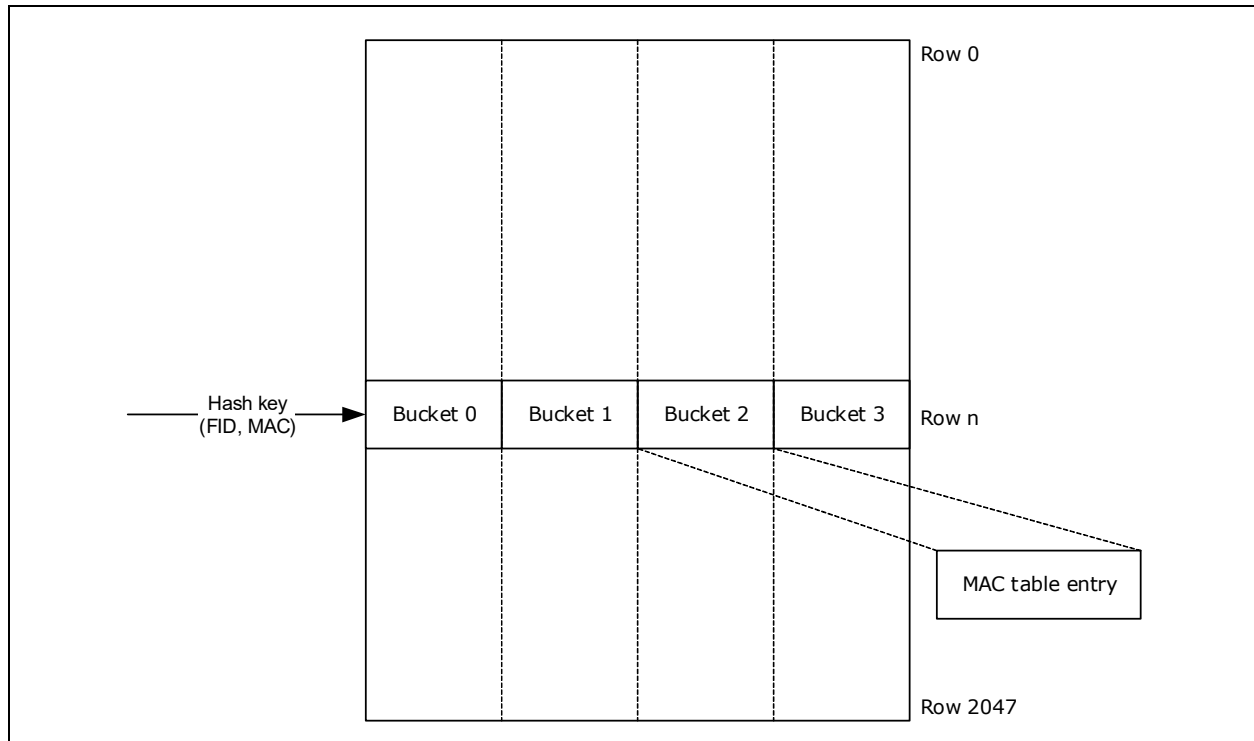 Row 0
Hash key
(FID, MAC)
Bucket 0
Bucket 1
Bucket 2
Bucket 3
Row n
MAC table entry
Row 2047